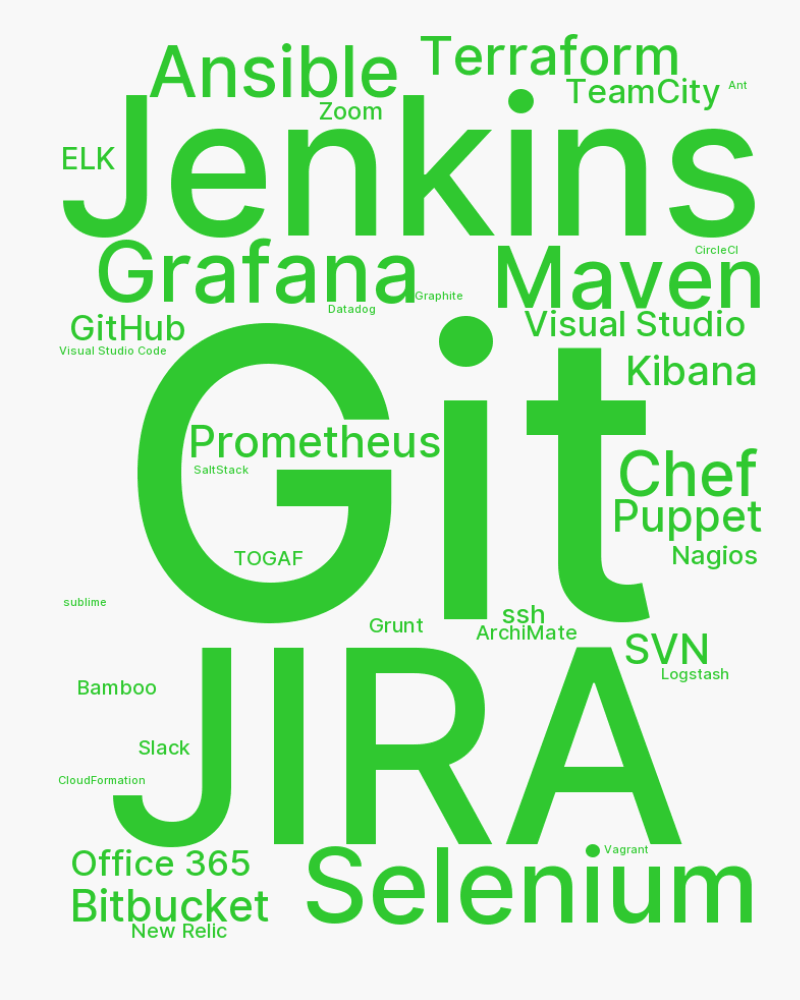 Terraform
Ansible
TeamCity
Ant
Zoom
Jenkins
ELK
CircleCI
Grafana
Maven
Graphite
Datadog
GitHub
Visual Studio
Visual Studio Code
Kibana
Git
Prometheus
SaltStack
Chef
Puppet
Nagios
TOGAF
sublime
ssh
Grunt
ArchiMate
SVN
Logstash
Bamboo
JIRA
Slack
CloudFormation
Vagrant
Office 365
Selenium
Bitbucket
New Relic